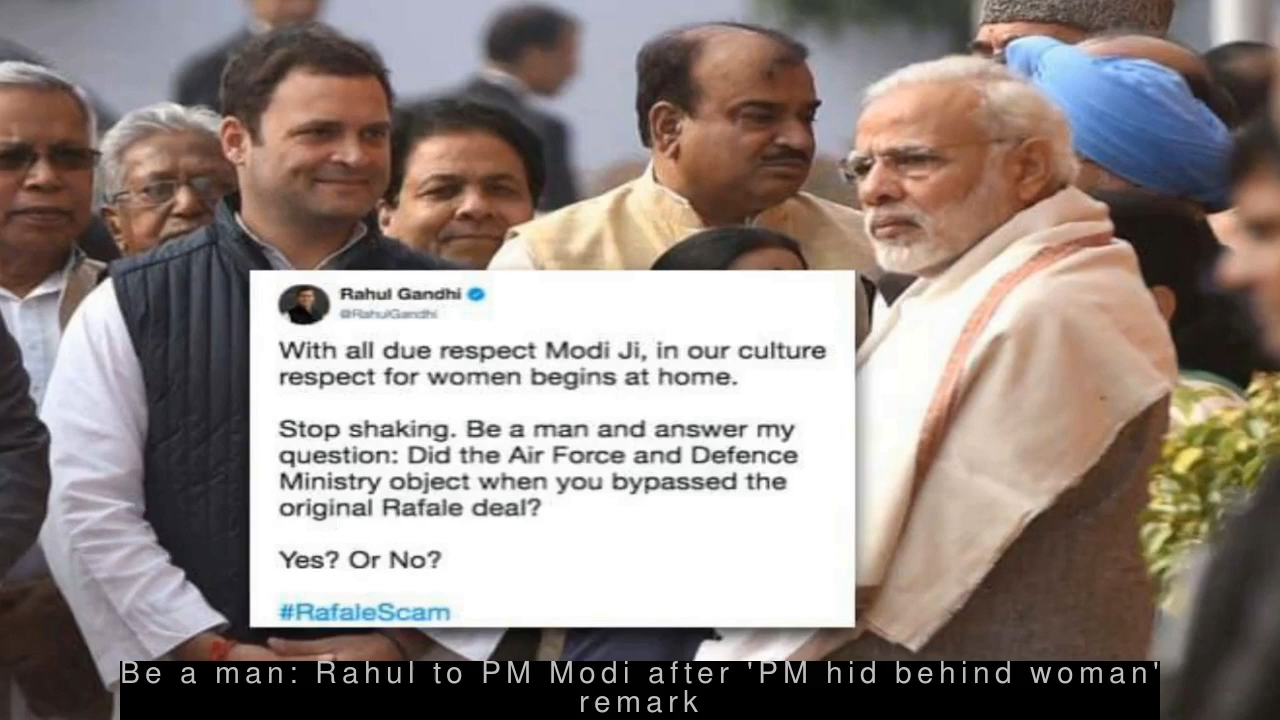 Rahul Gandhi
@RahulGandhi
With all due respect Modi Ji, in our culture
respect for women begins at home.
Stop shaking. Be a man and answer my
question: Did the Air Force and Defence
Ministry object when you bypassed the
original Rafale deal?
Yes? Or No?
#RafaleScam
Be a man: Rahul to PM Modi after 'PM hid behind woman'
remark